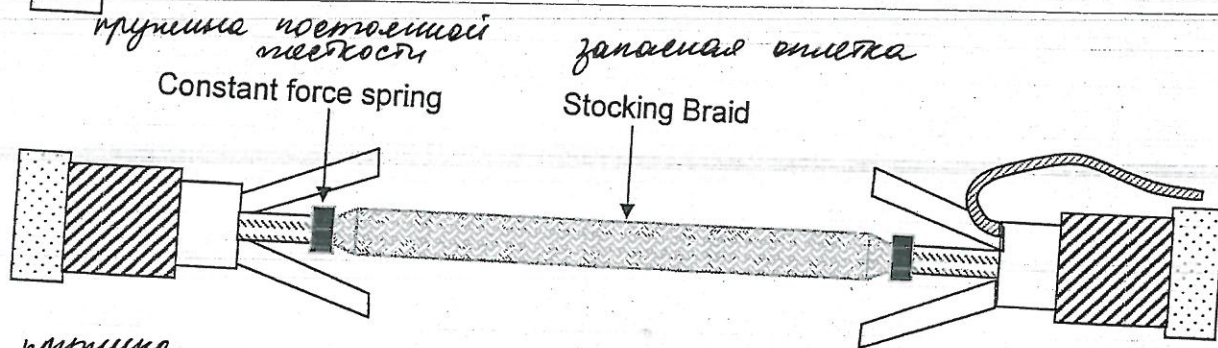 пружина постоянной
жесткости
запасная оплетка
Constant force spring
Stocking Braid
пружина